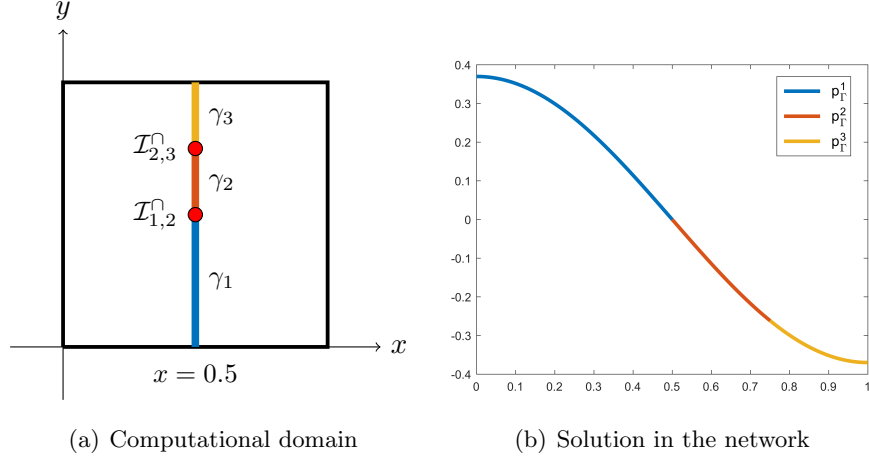 y
γ₃
𝓘∩2,3
γ₂
𝓘∩1,2
γ₁
x
x = 0.5
(a) Computational domain
0.4
0.3
0.2
0.1
0
-0.1
-0.2
-0.3
-0.4
0 0.1 0.2 0.3 0.4 0.5 0.6 0.7 0.8 0.9 1
p¹Γ
p²Γ
p³Γ
(b) Solution in the network